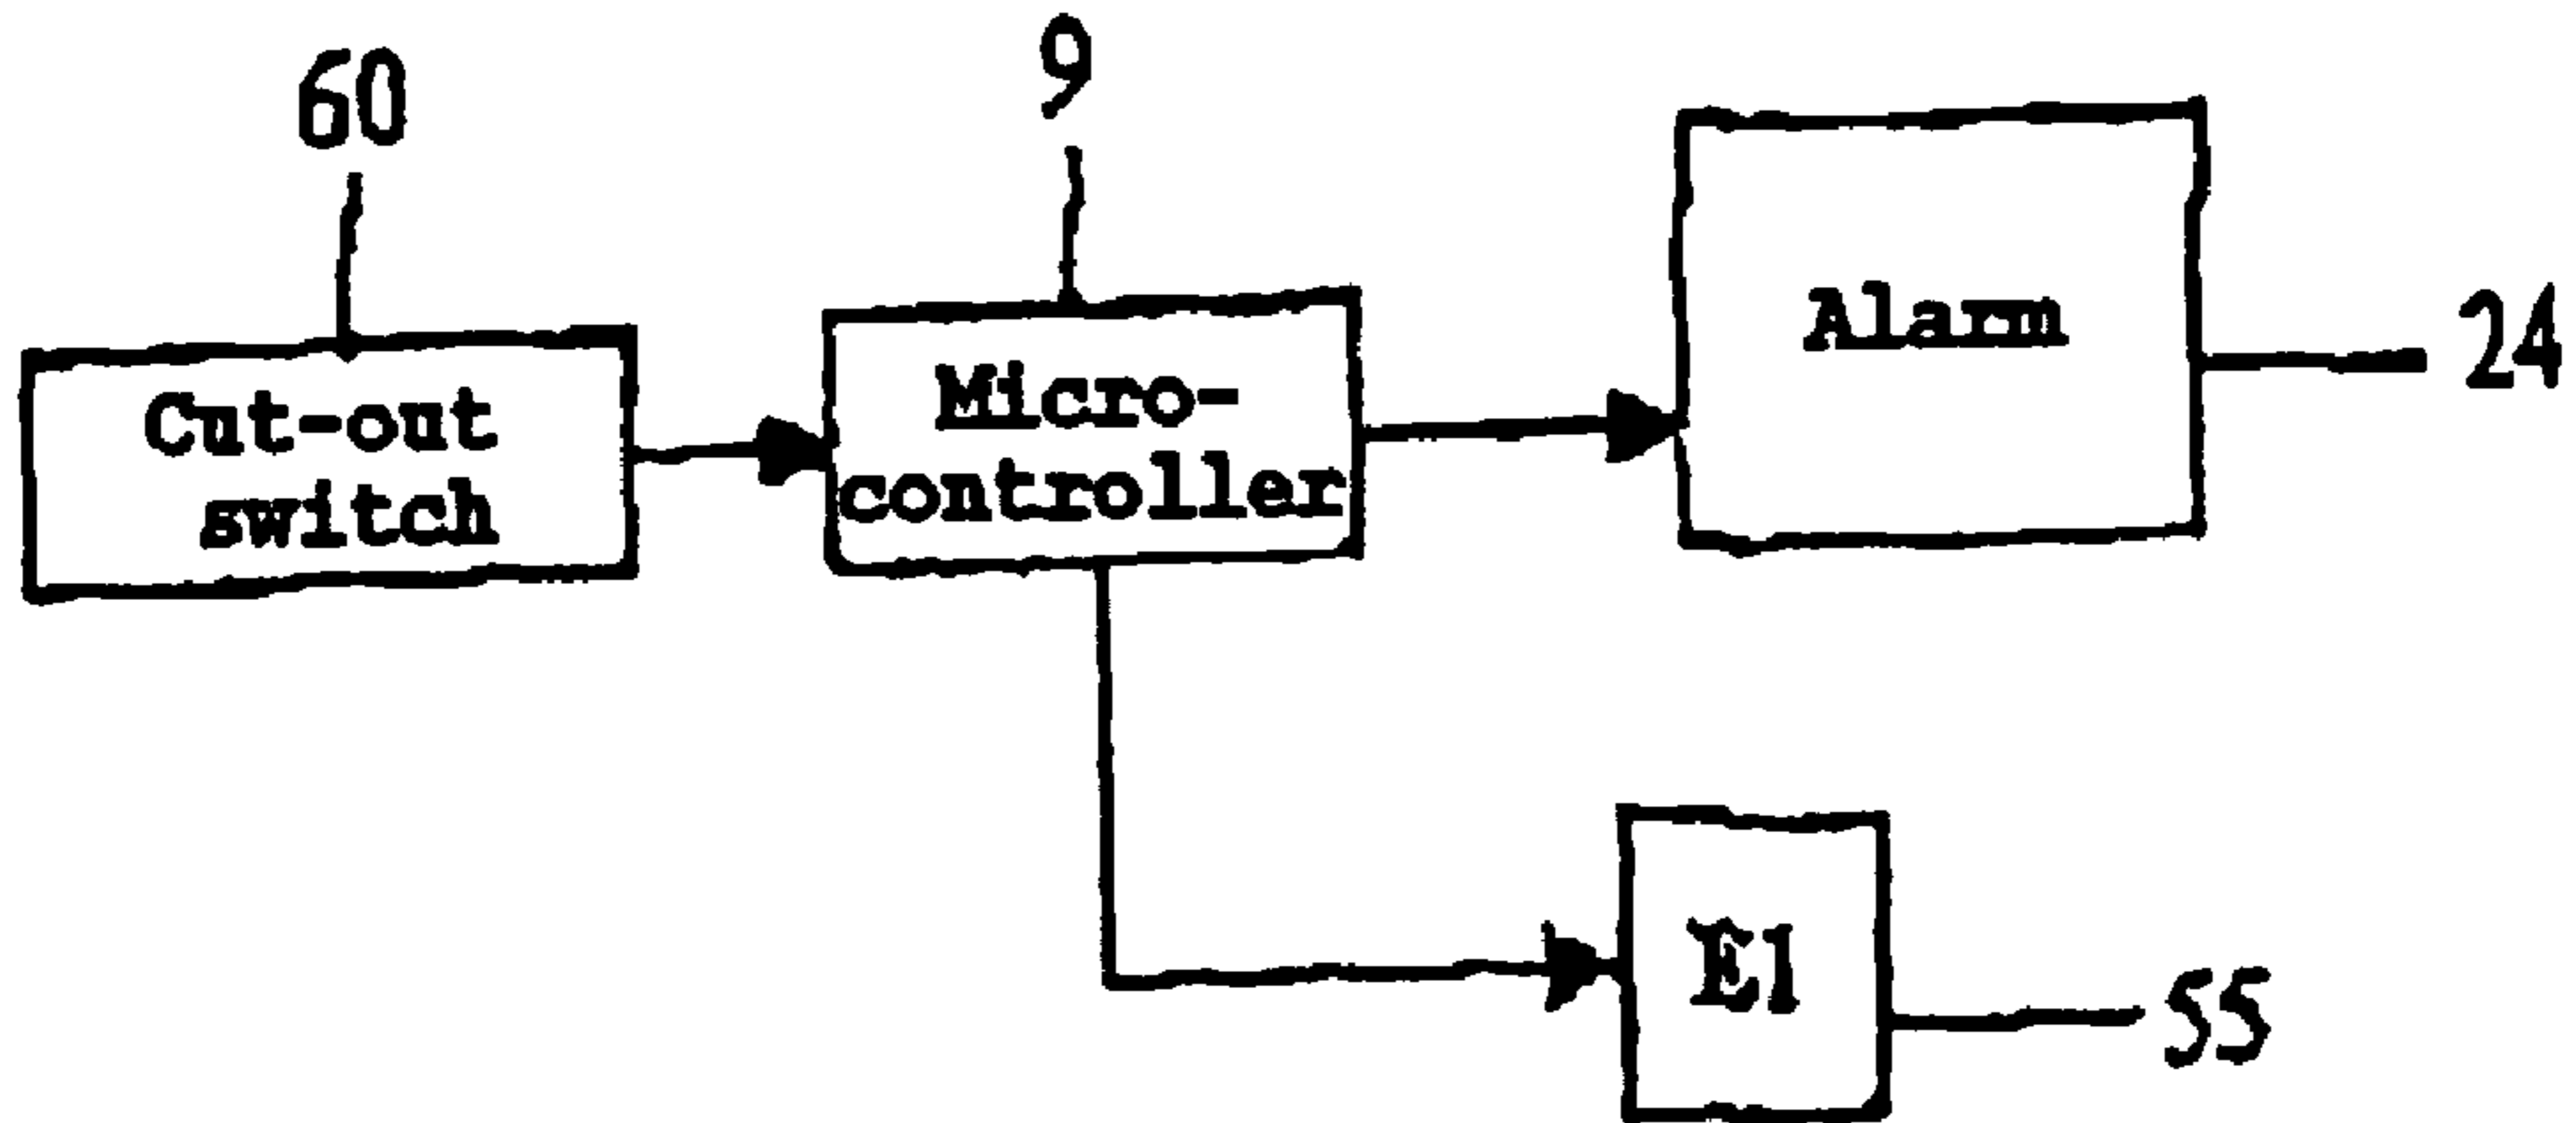 60
9
Cut-out
switch
Micro-
controller
Alarm
24
E1
55